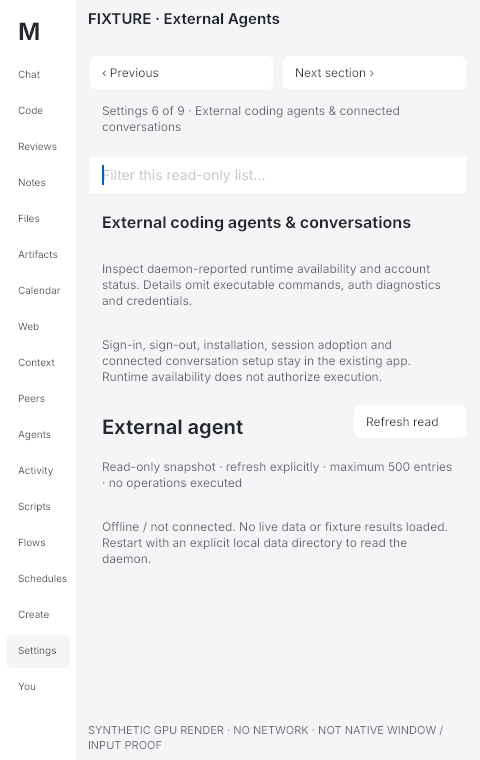 M
Chat
Code
Reviews
Notes
Files
Artifacts
Calendar
Web
Context
Peers
Agents
Activity
Scripts
Flows
Schedules
Create
Settings
You
FIXTURE · External Agents
‹ Previous
Next section ›
Settings 6 of 9 · External coding agents & connected
conversations
Filter this read-only list...
External coding agents & conversations
Inspect daemon-reported runtime availability and account
status. Details omit executable commands, auth diagnostics
and credentials.
Sign-in, sign-out, installation, session adoption and
connected conversation setup stay in the existing app.
Runtime availability does not authorize execution.
External agent
Refresh read
Read-only snapshot · refresh explicitly · maximum 500 entries
· no operations executed
Offline / not connected. No live data or fixture results loaded.
Restart with an explicit local data directory to read the
daemon.
SYNTHETIC GPU RENDER · NO NETWORK · NOT NATIVE WINDOW /
INPUT PROOF